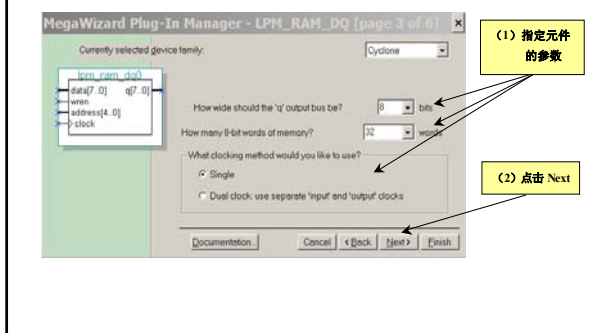 MegaWizard Plug-In Manager - LPM_RAM_DQ [page 3 of 6]
Currently selected device family:
Cyclone
lpm_ram_dq0
data[7..0] q[7..0]
wren
address[4..0]
clock
How wide should the 'q' output bus be?
8
bits
How many 8-bit words of memory?
32
words
What clocking method would you like to use?
Single
Dual clock: use separate 'input' and 'output' clocks
Documentation...
Cancel
< Back
Next >
Finish
（1）指定元件
的参数
（2）点击 Next